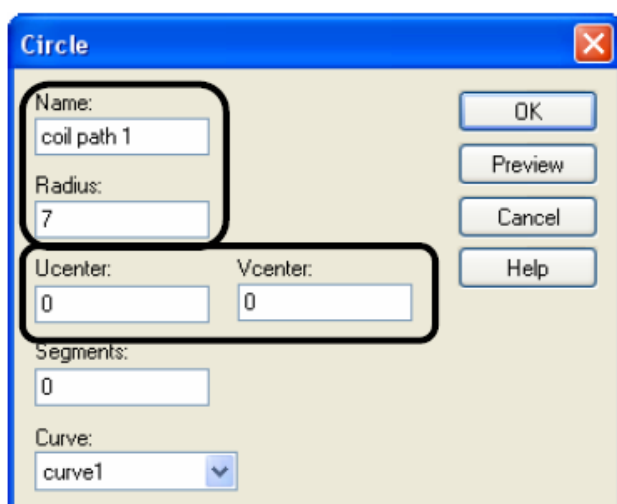 Circle
Name:
coil path 1
Radius:
7
Ucenter: Vcenter:
0 0
Segments:
0
Curve:
curve1
OK
Preview
Cancel
Help